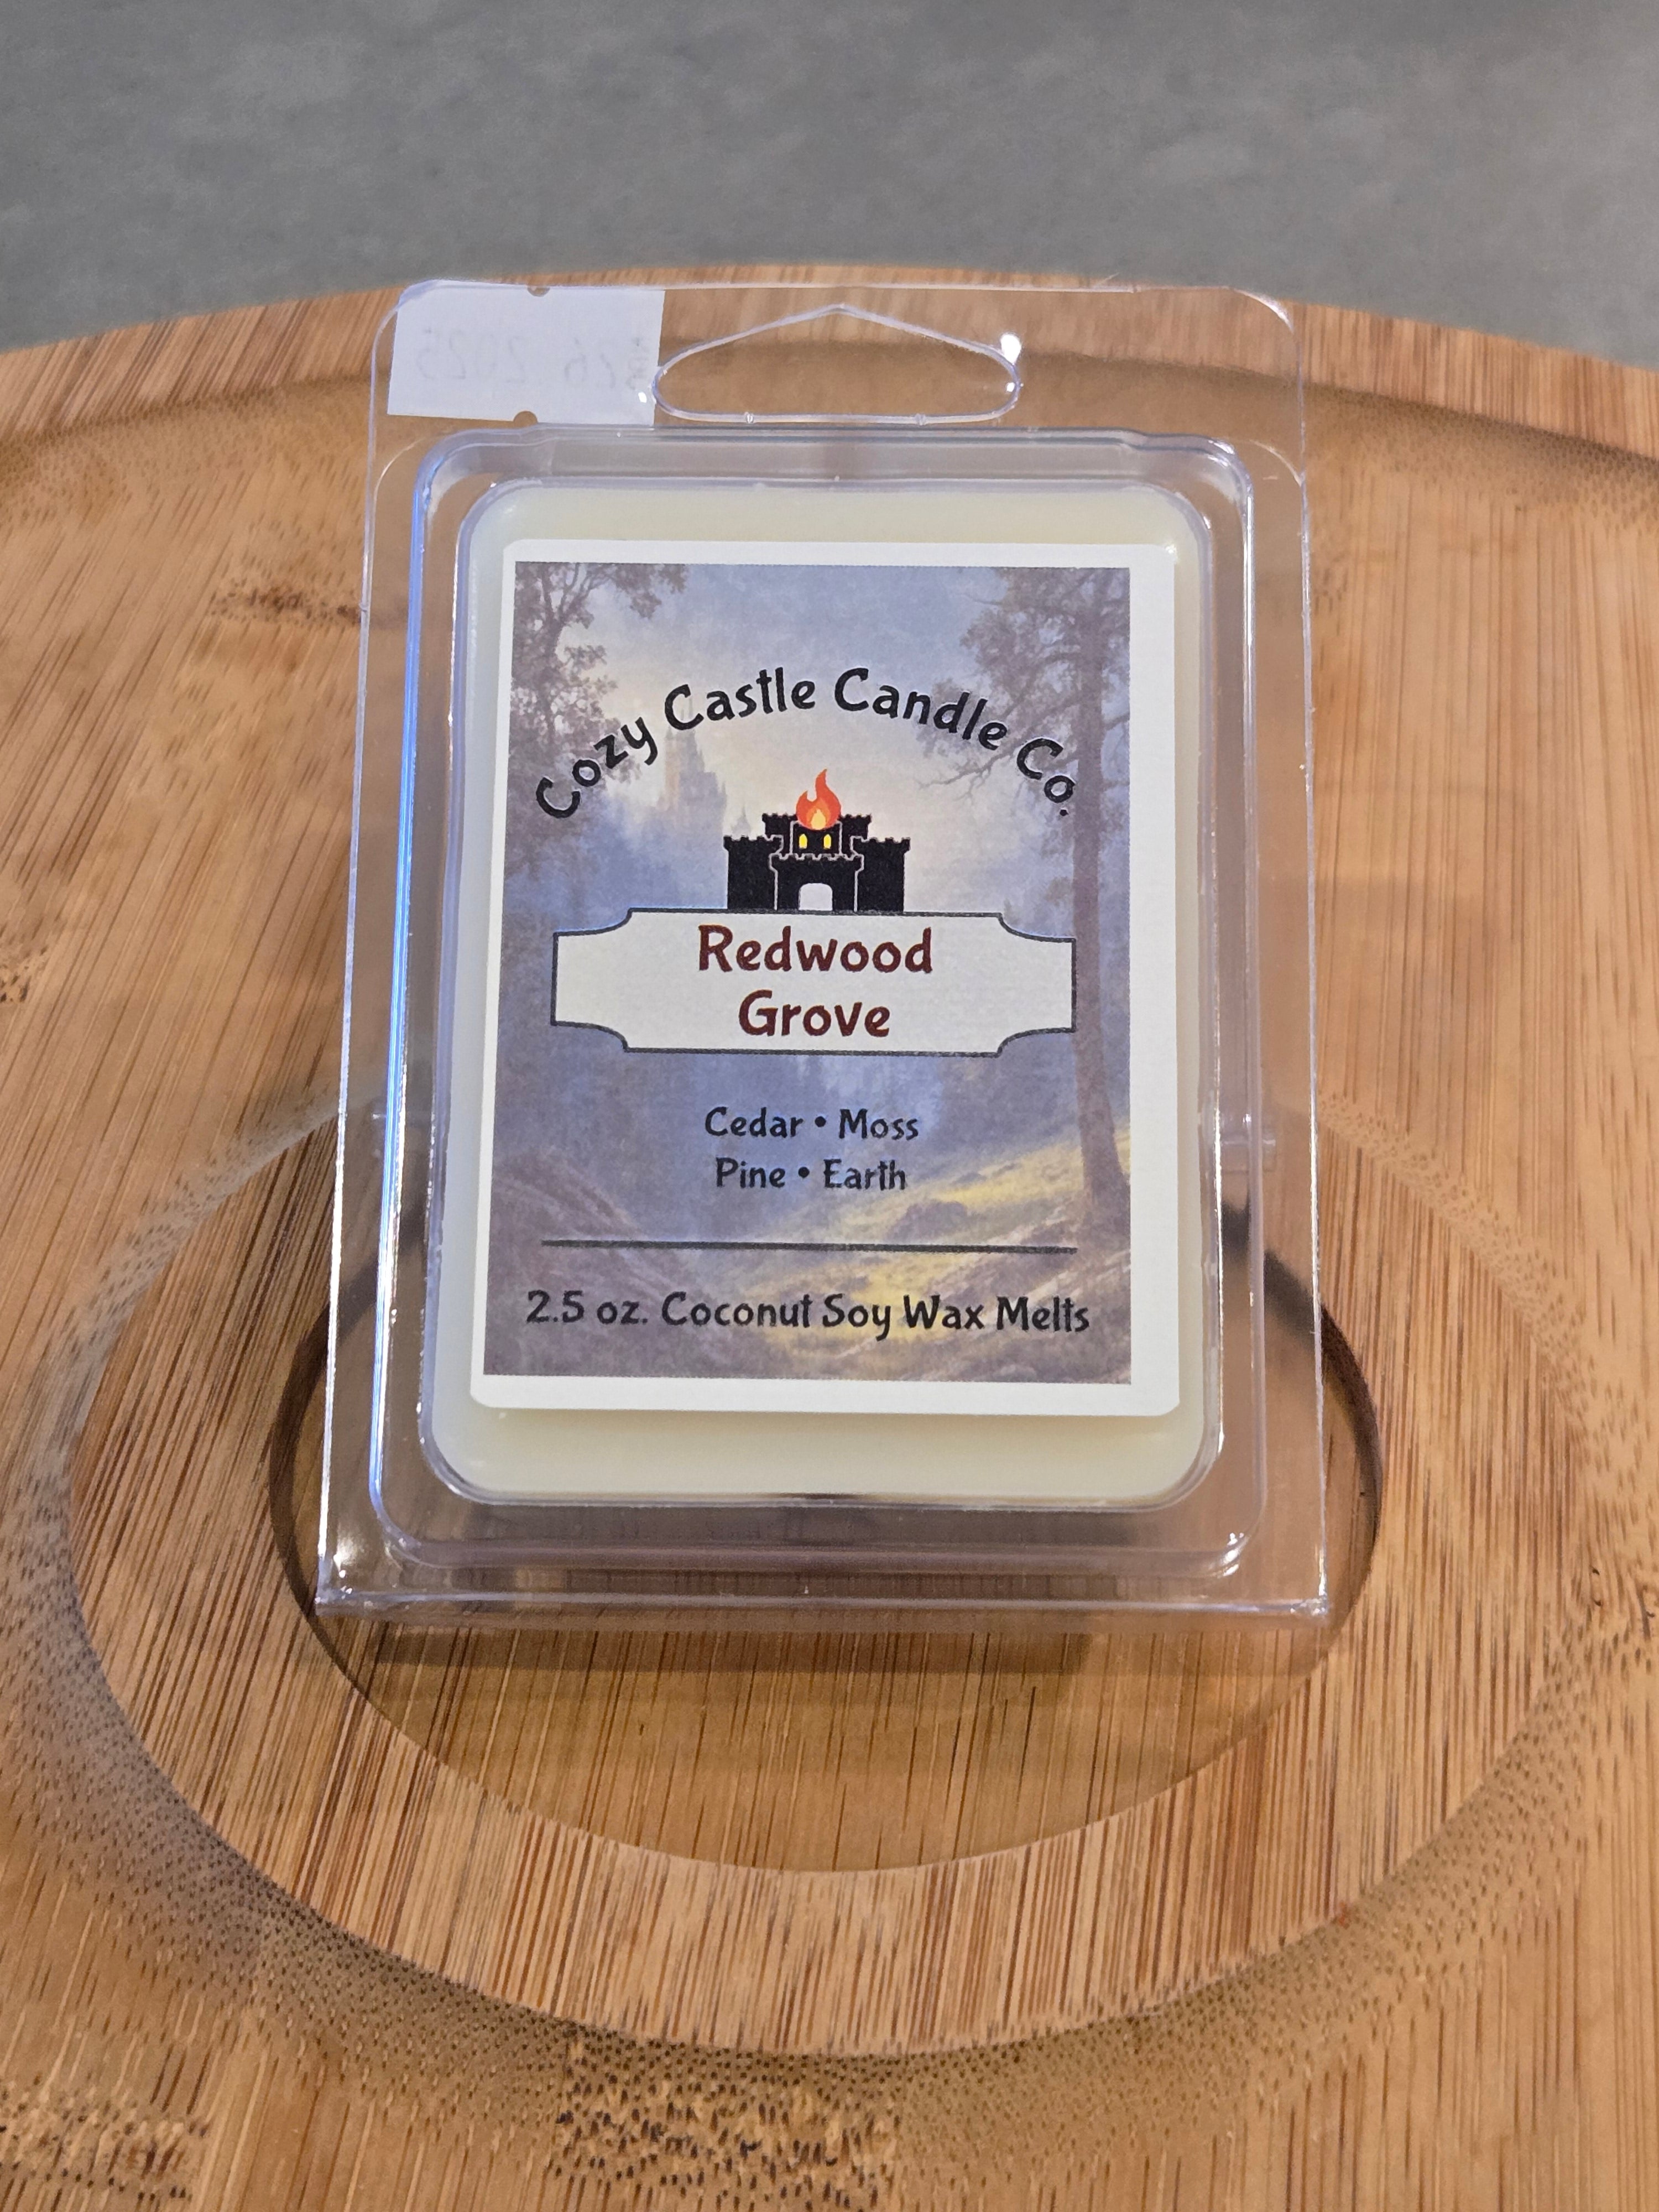 Cozy Castle Candle Co.
Redwood
Grove
Cedar • Moss
Pine • Earth
2.5 oz. Coconut Soy Wax Melts